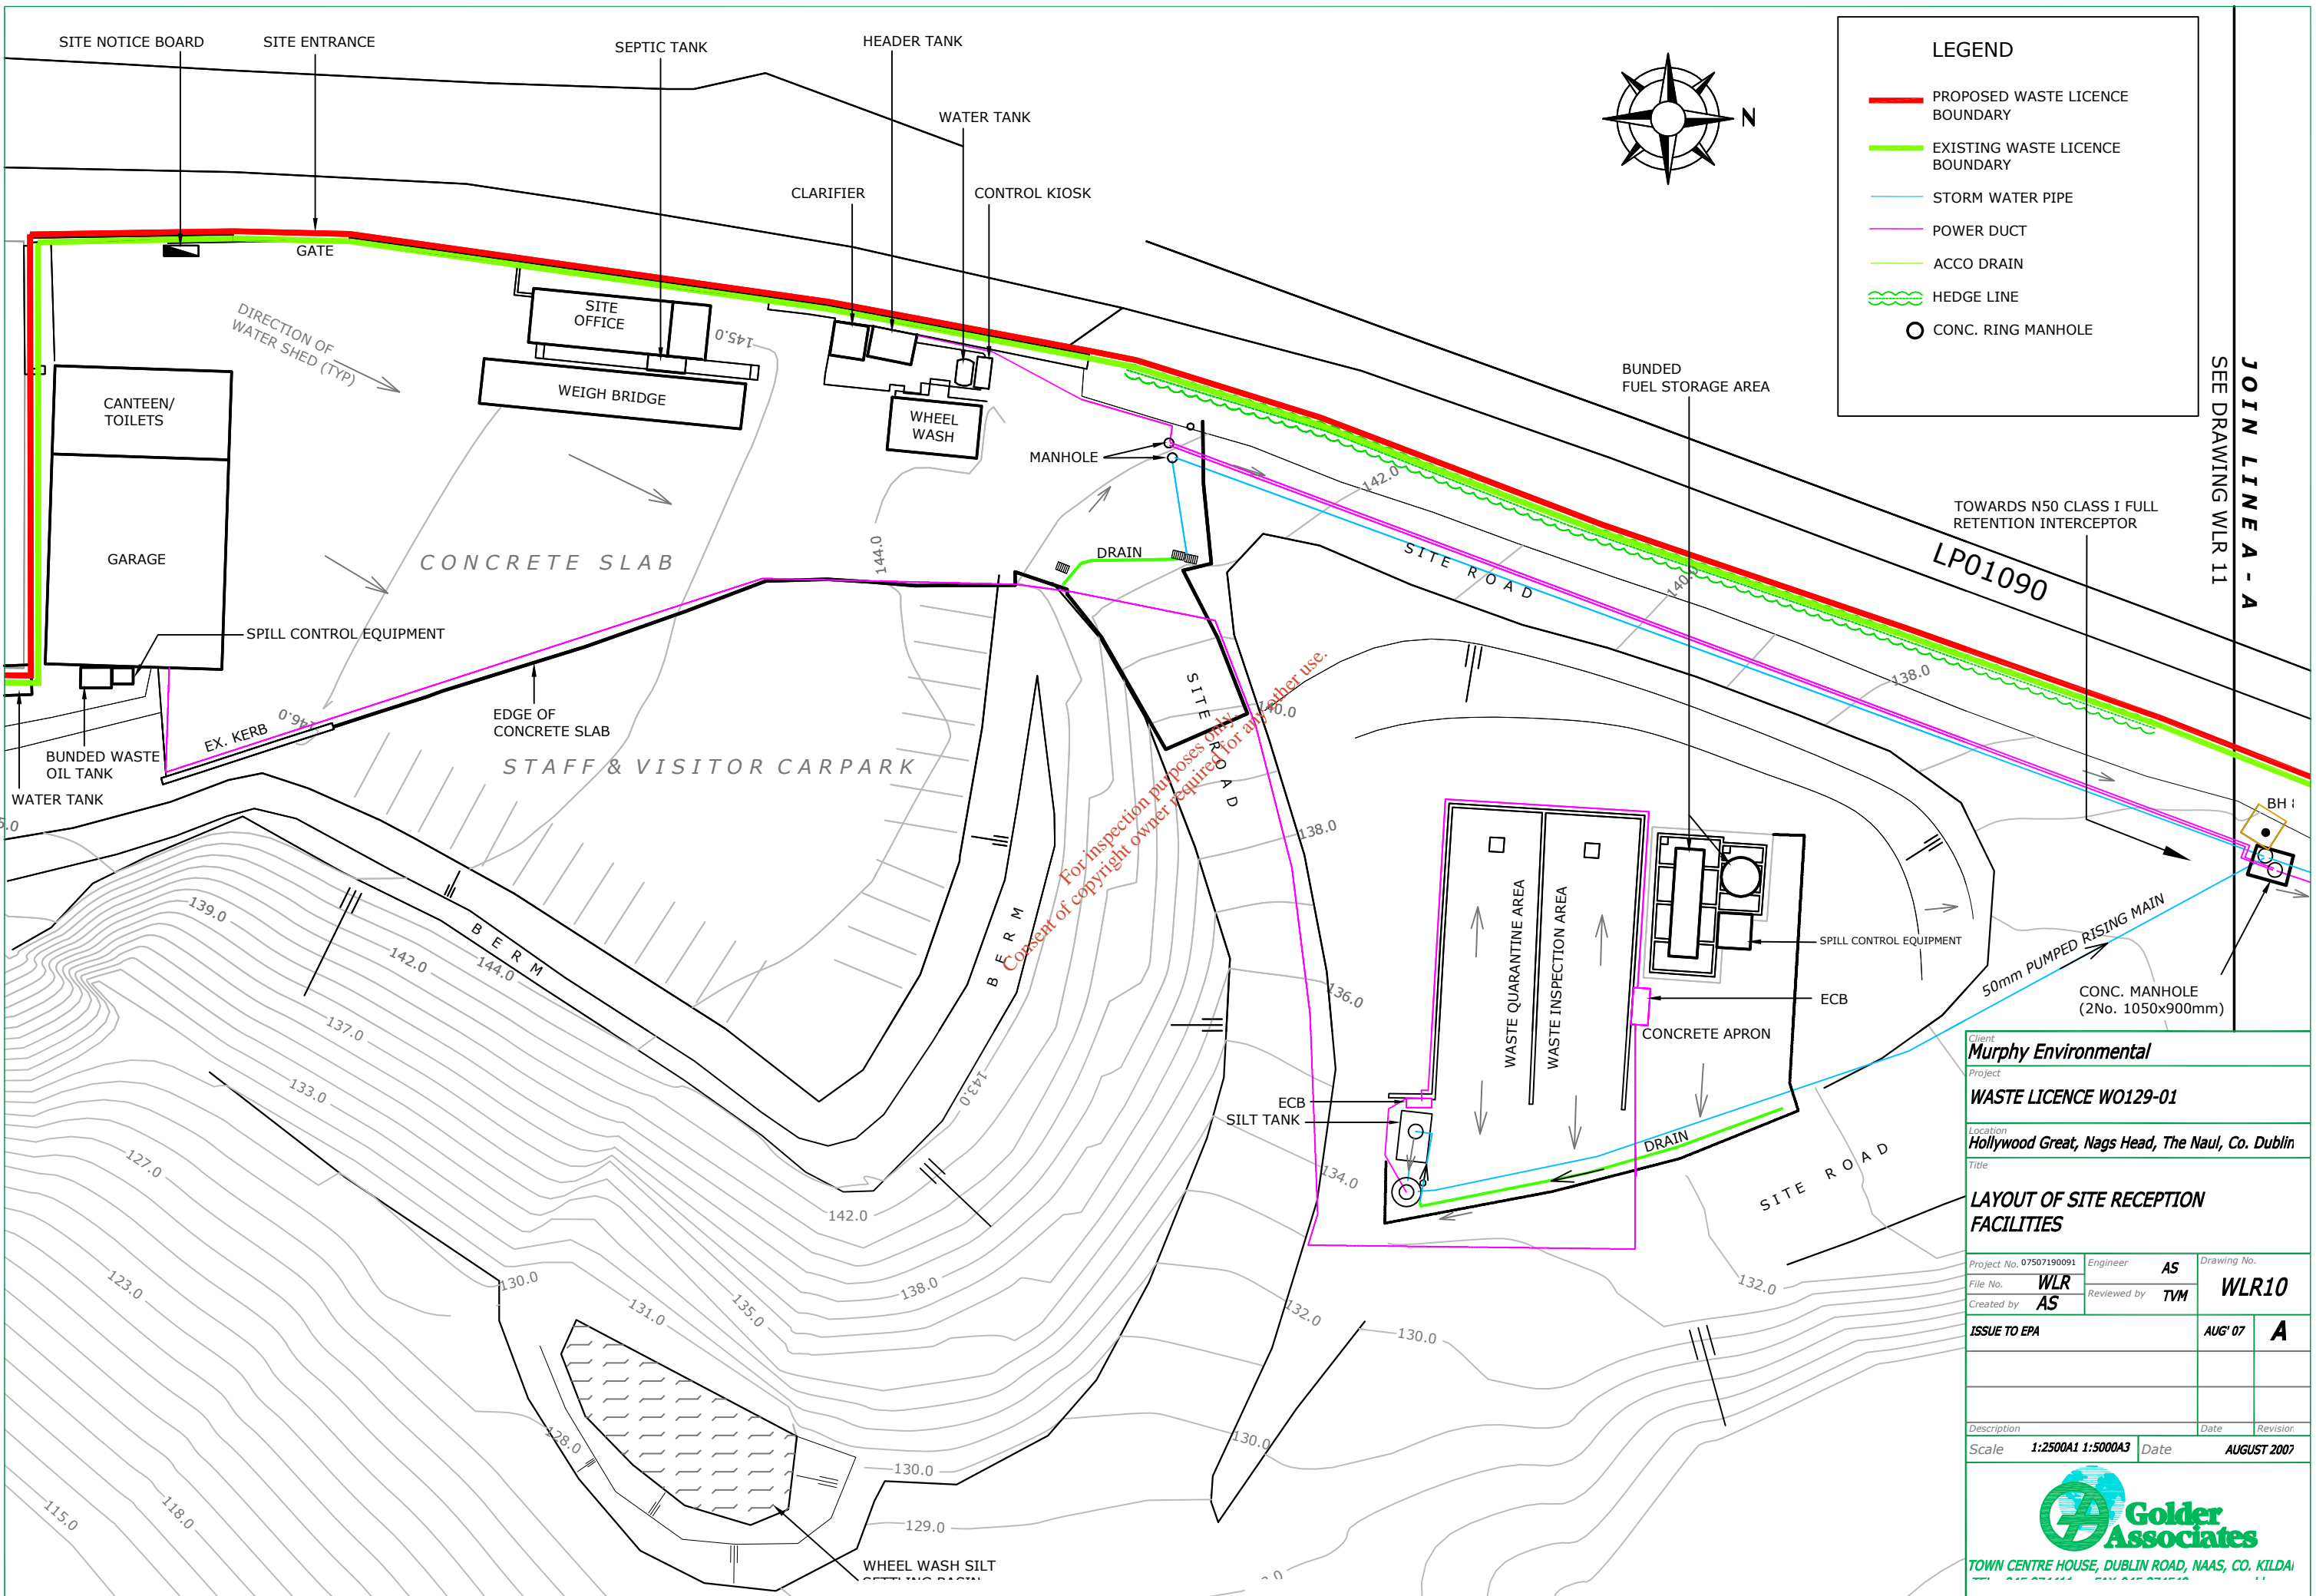 SITE NOTICE BOARD
SITE ENTRANCE
SEPTIC TANK
HEADER TANK
WATER TANK
CLARIFIER
CONTROL KIOSK
N
LEGEND
PROPOSED WASTE LICENCE
BOUNDARY
EXISTING WASTE LICENCE
BOUNDARY
STORM WATER PIPE
POWER DUCT
ACCO DRAIN
HEDGE LINE
CONC. RING MANHOLE
JOIN LINE A - A
SEE DRAWING WLR 11
GATE
DIRECTION OF
WATER SHED (TYP)
SITE
OFFICE
145.0
WEIGH BRIDGE
CANTEEN/
TOILETS
WHEEL
WASH
MANHOLE
BUNDED
FUEL STORAGE AREA
142.0
TOWARDS N50 CLASS I FULL
RETENTION INTERCEPTOR
LP01090
GARAGE
CONCRETE SLAB
144.0
DRAIN
SITE ROAD
140.0
138.0
SPILL CONTROL EQUIPMENT
146.0
EX. KERB
EDGE OF
CONCRETE SLAB
BUNDED WASTE
OIL TANK
WATER TANK
STAFF & VISITOR CARPARK
SITE ROAD
140.0
For inspection purposes only.
Consent of copyright owner required for any other use.
138.0
136.0
134.0
BERM
BERM
139.0
142.0
144.0
137.0
133.0
127.0
123.0
143.0
142.0
138.0
135.0
131.0
130.0
128.0
130.0
129.0
118.0
115.0
WASTE QUARANTINE AREA
WASTE INSPECTION AREA
SPILL CONTROL EQUIPMENT
ECB
CONCRETE APRON
ECB
SILT TANK
DRAIN
SITE ROAD
132.0
132.0
130.0
130.0
50mm PUMPED RISING MAIN
BH
CONC. MANHOLE
(2No. 1050x900mm)
WHEEL WASH SILT
SETTLING BASIN
Client
Murphy Environmental
Project
WASTE LICENCE WO129-01
Location
Hollywood Great, Nags Head, The Naul, Co. Dublin
Title
LAYOUT OF SITE RECEPTION
FACILITIES
Project No. 07507190091
Engineer AS
Drawing No.
File No. WLR
Reviewed by TVM
WLR10
Created by AS
ISSUE TO EPA AUG' 07 A
Description Date Revision
Scale 1:2500A1 1:5000A3 Date AUGUST 2007
Golder
Associates
TOWN CENTRE HOUSE, DUBLIN ROAD, NAAS, CO. KILDA